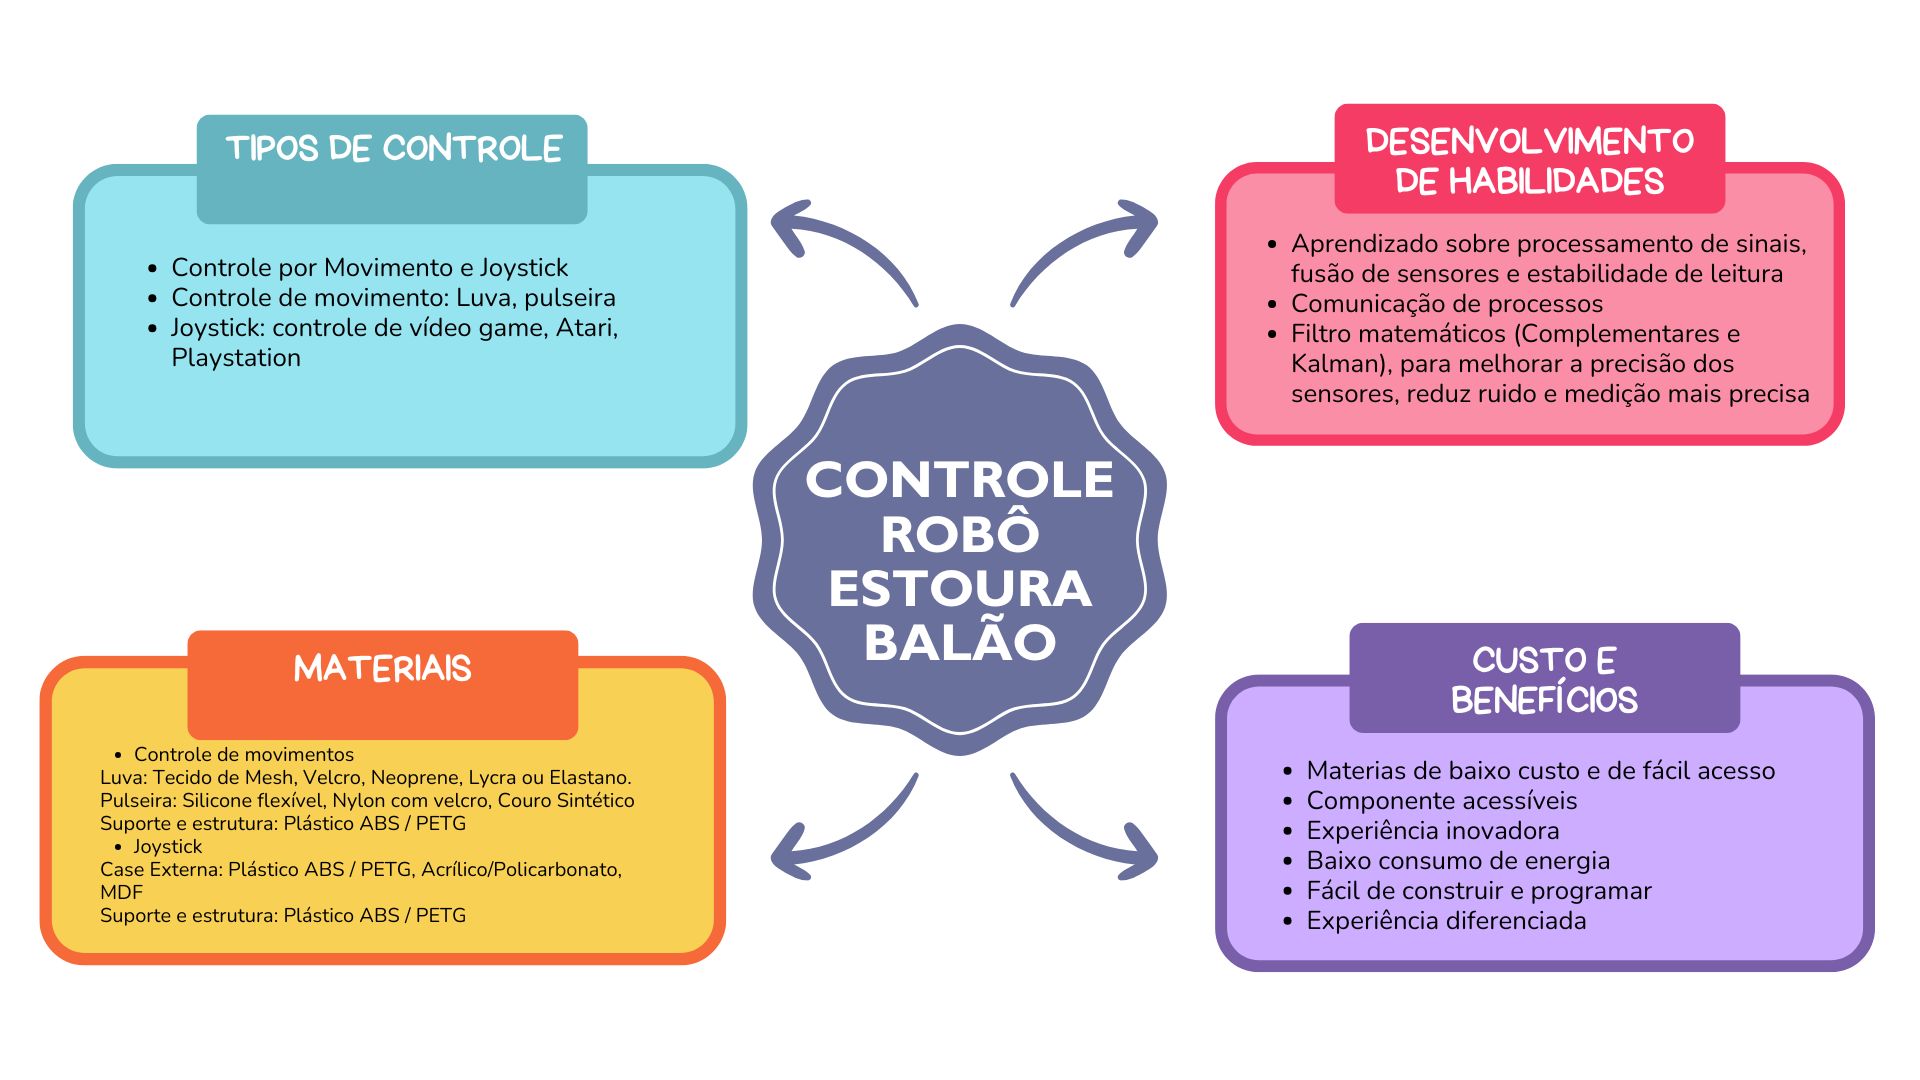 TIPOS DE CONTROLE
• Controle por Movimento e Joystick
• Controle de movimento: Luva, pulseira
• Joystick: controle de vídeo game, Atari,
Playstation
DESENVOLVIMENTO
DE HABILIDADES
• Aprendizado sobre processamento de sinais,
fusão de sensores e estabilidade de leitura
• Comunicação de processos
• Filtro matemáticos (Complementares e
Kalman), para melhorar a precisão dos
sensores, reduz ruido e medição mais precisa
CONTROLE
ROBÔ
ESTOURA
BALÃO
MATERIAIS
• Controle de movimentos
Luva: Tecido de Mesh, Velcro, Neoprene, Lycra ou Elastano.
Pulseira: Silicone flexível, Nylon com velcro, Couro Sintético
Suporte e estrutura: Plástico ABS / PETG
• Joystick
Case Externa: Plástico ABS / PETG, Acrílico/Policarbonato,
MDF
Suporte e estrutura: Plástico ABS / PETG
CUSTO E
BENEFÍCIOS
• Materias de baixo custo e de fácil acesso
• Componente acessíveis
• Experiência inovadora
• Baixo consumo de energia
• Fácil de construir e programar
• Experiência diferenciada